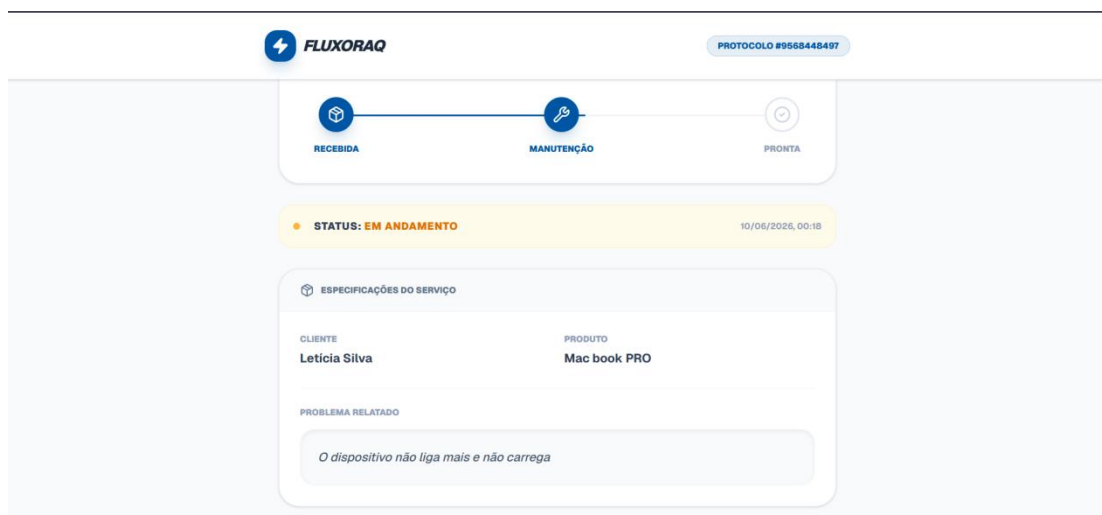 FLUXORAQ
PROTOCOLO #9568448497
RECEBIDA
MANUTENÇÃO
PRONTA
STATUS: EM ANDAMENTO
10/06/2026, 00:18
ESPECIFICAÇÕES DO SERVIÇO
CLIENTE
Letícia Silva
PRODUTO
Mac book PRO
PROBLEMA RELATADO
O dispositivo não liga mais e não carrega